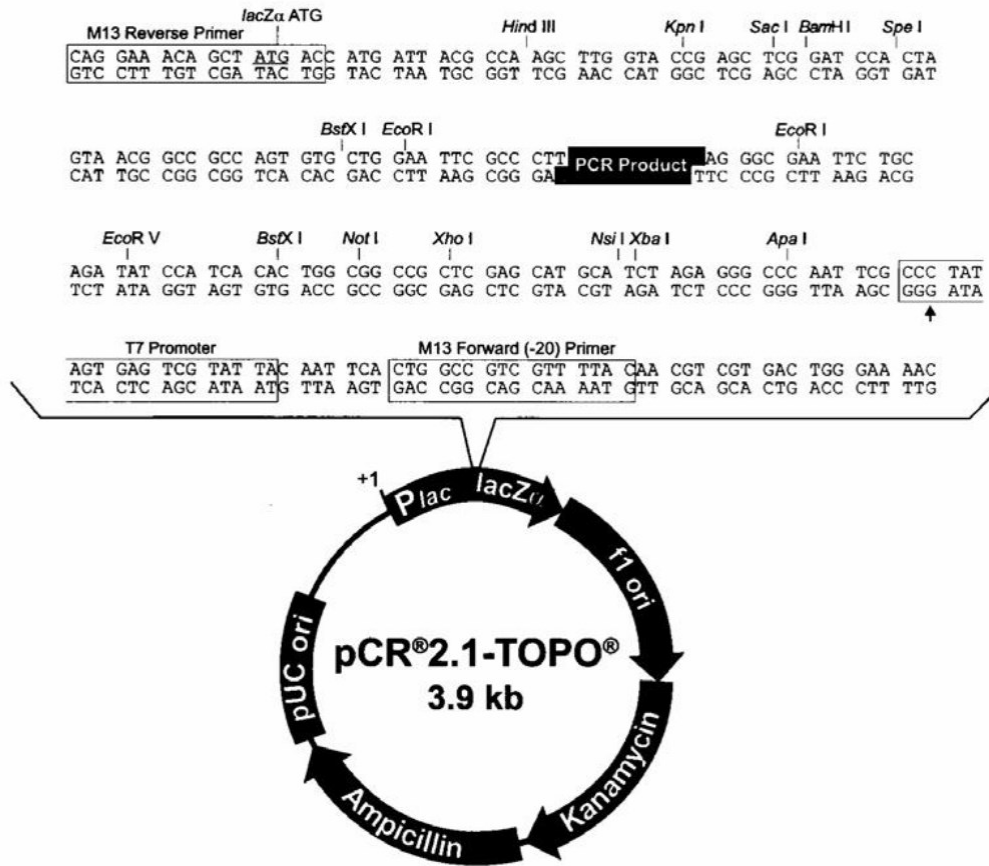 lacZα ATG
M13 Reverse Primer Hind III Kpn I Sac I BamH I Spe I
CAG GAA ACA GCT ATG ACC ATG ATT ACG CCA AGC TTG GTA CCG AGC TCG GAT CCA CTA
GTC CTT TGT CGA TAC TGG TAC TAA TGC GGT TCG AAC CAT GGC TCG AGC CTA GGT GAT
BstX I EcoR I EcoR I
GTA ACG GCC GCC AGT GTG CTG GAA TTC GCC CTT PCR Product AG GGC GAA TTC TGC
CAT TGC CGG CGG TCA CAC GAC CTT AAG CGG GA TTC CCG CTT AAG ACG
EcoR V BstX I Not I Xho I Nsi I Xba I Apa I
AGA TAT CCA TCA CAC TGG CGG CCG CTC GAG CAT GCA TCT AGA GGG CCC AAT TCG CCC TAT
TCT ATA GGT AGT GTG ACC GCC GGC GAG CTC GTA CGT AGA TCT CCC GGG TTA AGC GGG ATA
T7 Promoter M13 Forward (-20) Primer
AGT GAG TCG TAT TAC AAT TCA CTG GCC GTC GTT TTA CAA CGT CGT GAC TGG GAA AAC
TCA CTC AGC ATA ATG TTA AGT GAC CGG CAG CAA AAT GTT GCA GCA CTG ACC CTT TTG
+1
Plac lacZα
f1 ori
pUC ori
pCR®2.1-TOPO®
3.9 kb
Kanamycin
Ampicillin